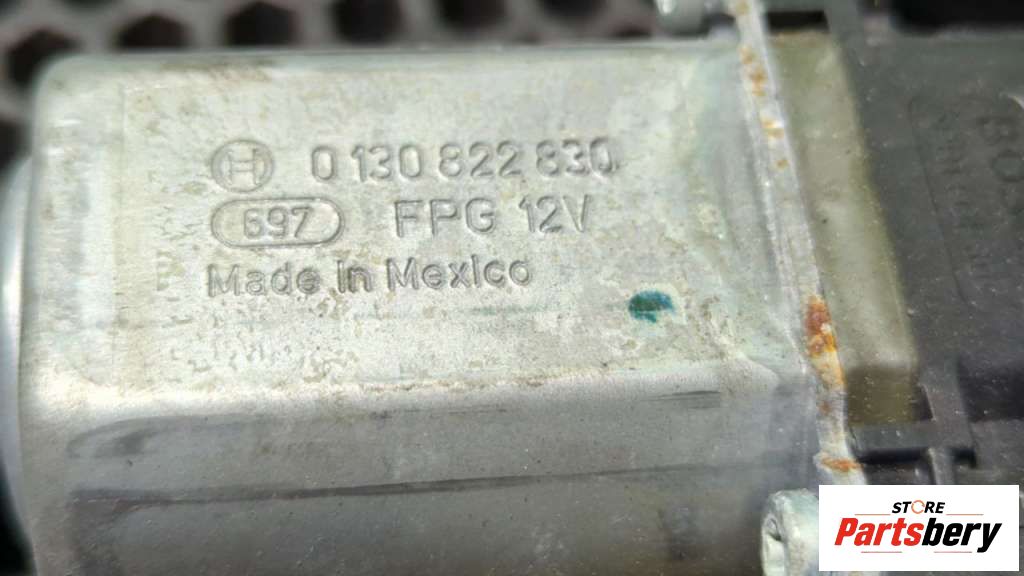 H 0 130 822 830
697 FPG 12V
Made in Mexico
STORE
Partsbery